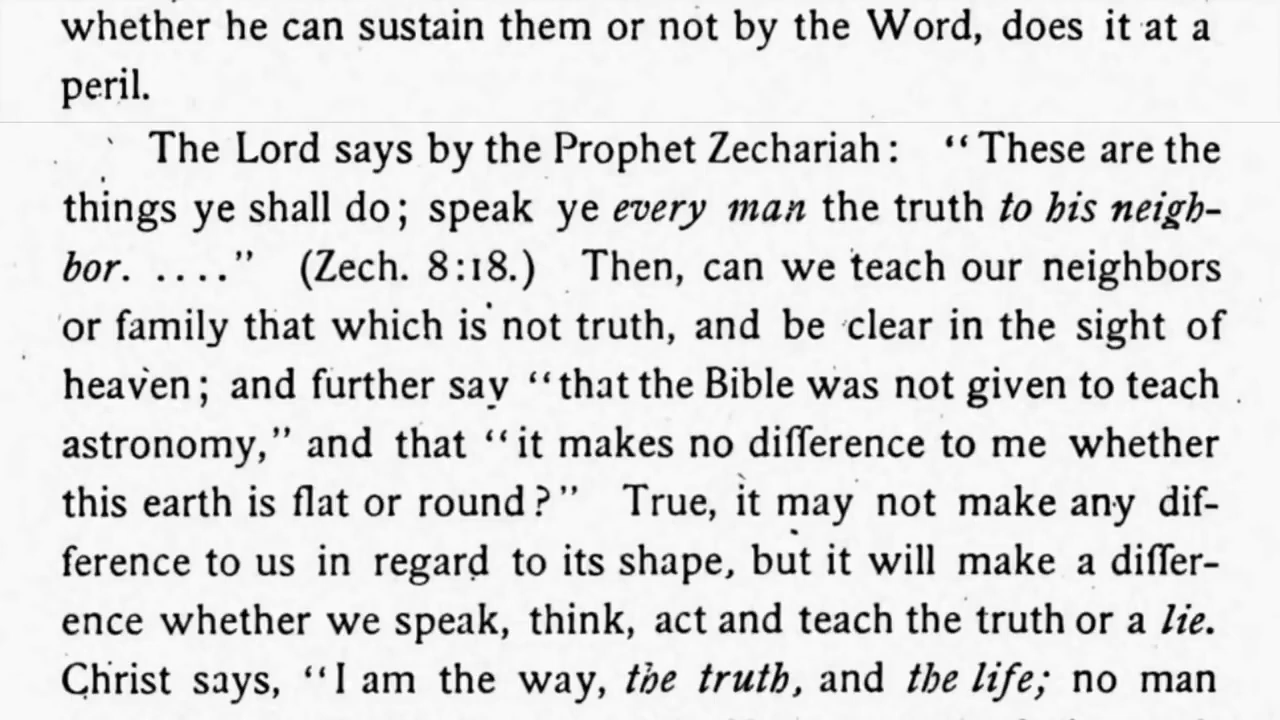 whether he can sustain them or not by the Word, does it at a
peril.
The Lord says by the Prophet Zechariah: “These are the
things ye shall do; speak ye every man the truth to his neigh-
bor. ....” (Zech. 8:18.) Then, can we teach our neighbors
or family that which is not truth, and be clear in the sight of
heaven; and further say “that the Bible was not given to teach
astronomy,” and that “it makes no difference to me whether
this earth is flat or round?” True, it may not make any dif-
ference to us in regard to its shape, but it will make a differ-
ence whether we speak, think, act and teach the truth or a lie.
Christ says, “I am the way, the truth, and the life; no man